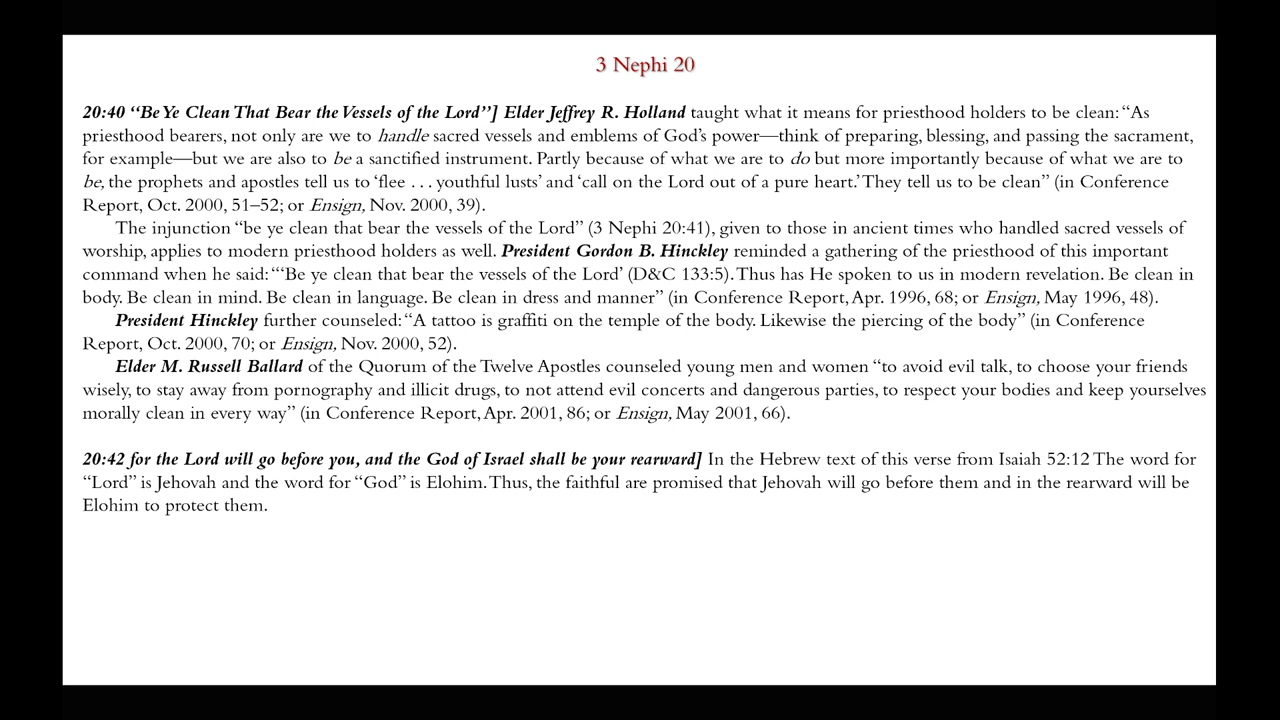 3 Nephi 20
20:40 “Be Ye Clean That Bear the Vessels of the Lord”] Elder Jeffrey R. Holland taught what it means for priesthood holders to be clean: “As
priesthood bearers, not only are we to handle sacred vessels and emblems of God’s power—think of preparing, blessing, and passing the sacrament,
for example—but we are also to be a sanctified instrument. Partly because of what we are to do but more importantly because of what we are to
be, the prophets and apostles tell us to ‘flee . . . youthful lusts’ and ‘call on the Lord out of a pure heart.’ They tell us to be clean” (in Conference
Report, Oct. 2000, 51–52; or Ensign, Nov. 2000, 39).
The injunction “be ye clean that bear the vessels of the Lord” (3 Nephi 20:41), given to those in ancient times who handled sacred vessels of
worship, applies to modern priesthood holders as well. President Gordon B. Hinckley reminded a gathering of the priesthood of this important
command when he said: “‘Be ye clean that bear the vessels of the Lord’ (D&C 133:5). Thus has He spoken to us in modern revelation. Be clean in
body. Be clean in mind. Be clean in language. Be clean in dress and manner” (in Conference Report, Apr. 1996, 68; or Ensign, May 1996, 48).
President Hinckley further counseled: “A tattoo is graffiti on the temple of the body. Likewise the piercing of the body” (in Conference
Report, Oct. 2000, 70; or Ensign, Nov. 2000, 52).
Elder M. Russell Ballard of the Quorum of the Twelve Apostles counseled young men and women “to avoid evil talk, to choose your friends
wisely, to stay away from pornography and illicit drugs, to not attend evil concerts and dangerous parties, to respect your bodies and keep yourselves
morally clean in every way” (in Conference Report, Apr. 2001, 86; or Ensign, May 2001, 66).
20:42 for the Lord will go before you, and the God of Israel shall be your rearward] In the Hebrew text of this verse from Isaiah 52:12 The word for
“Lord” is Jehovah and the word for “God” is Elohim. Thus, the faithful are promised that Jehovah will go before them and in the rearward will be
Elohim to protect them.